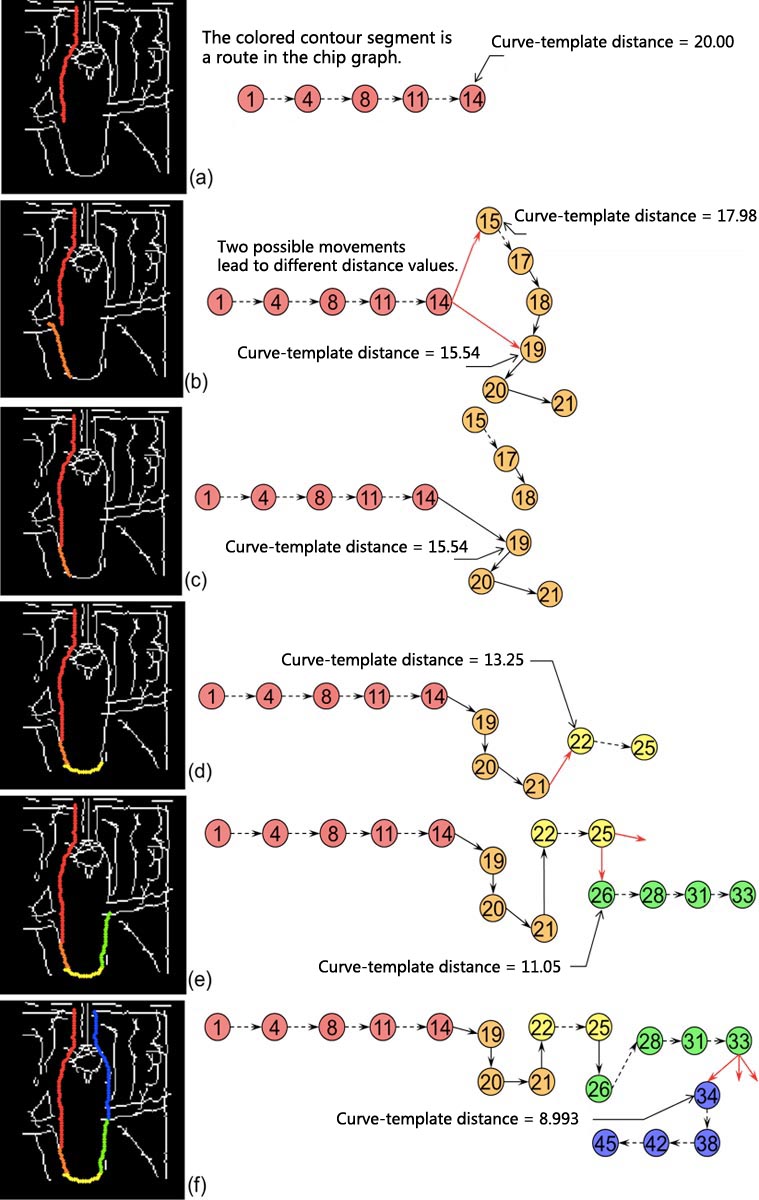 The colored contour segment is
a route in the chip graph.
Curve-template distance = 20.00
1 4 8 11 14
(a)
Curve-template distance = 17.98
15
Two possible movements
lead to different distance values.
17
1 4 8 11 14 18
Curve-template distance = 15.54
19
(b)
20 21
15
17
1 4 8 11 14 18
Curve-template distance = 15.54
19
(c)
20 21
Curve-template distance = 13.25
1 4 8 11 14
19
22 25
20
(d)
21
1 4 8 11 14 22 25
19
26 28 31 33
20
21
Curve-template distance = 11.05
(e)
1 4 8 11 14 19 22 25
28 31 33
20 21 26
34
Curve-template distance = 8.993
45 42 38
(f)